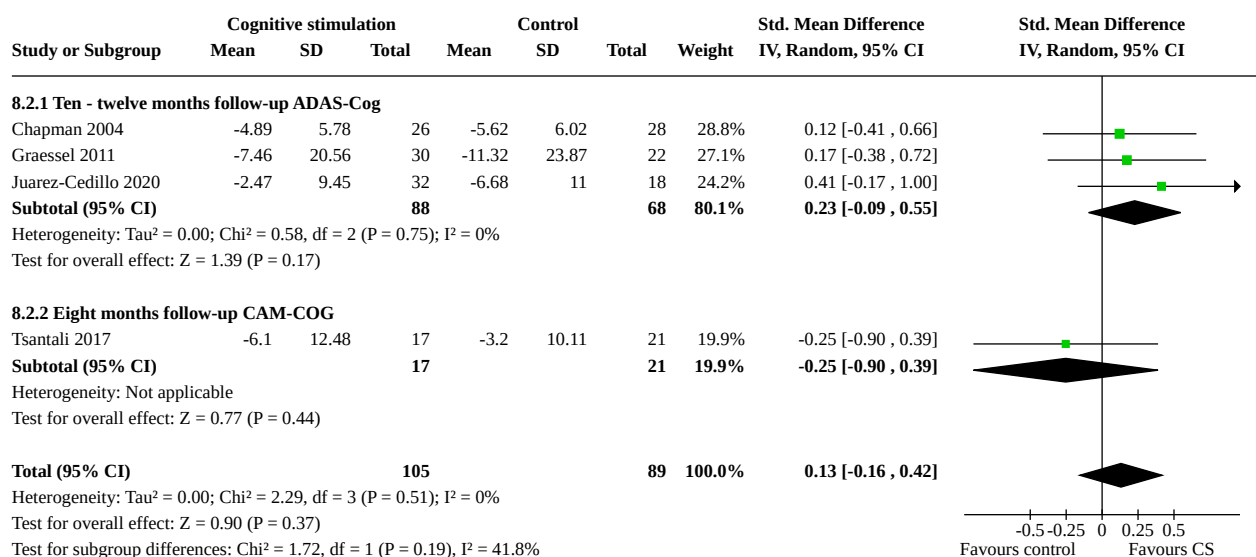 Cognitive stimulation Control Std. Mean Difference Std. Mean Difference
Study or Subgroup Mean SD Total Mean SD Total Weight IV, Random, 95% CI IV, Random, 95% CI
8.2.1 Ten - twelve months follow-up ADAS-Cog
Chapman 2004 -4.89 5.78 26 -5.62 6.02 28 28.8% 0.12 [-0.41 , 0.66]
Graessel 2011 -7.46 20.56 30 -11.32 23.87 22 27.1% 0.17 [-0.38 , 0.72]
Juarez-Cedillo 2020 -2.47 9.45 32 -6.68 11 18 24.2% 0.41 [-0.17 , 1.00]
Subtotal (95% CI) 88 68 80.1% 0.23 [-0.09 , 0.55]
Heterogeneity: Tau² = 0.00; Chi² = 0.58, df = 2 (P = 0.75); I² = 0%
Test for overall effect: Z = 1.39 (P = 0.17)
8.2.2 Eight months follow-up CAM-COG
Tsantali 2017 -6.1 12.48 17 -3.2 10.11 21 19.9% -0.25 [-0.90 , 0.39]
Subtotal (95% CI) 17 21 19.9% -0.25 [-0.90 , 0.39]
Heterogeneity: Not applicable
Test for overall effect: Z = 0.77 (P = 0.44)
Total (95% CI) 105 89 100.0% 0.13 [-0.16 , 0.42]
Heterogeneity: Tau² = 0.00; Chi² = 2.29, df = 3 (P = 0.51); I² = 0%
Test for overall effect: Z = 0.90 (P = 0.37)
-0.5 -0.25 0 0.25 0.5
Test for subgroup differences: Chi² = 1.72, df = 1 (P = 0.19), I² = 41.8%
Favours control Favours CS